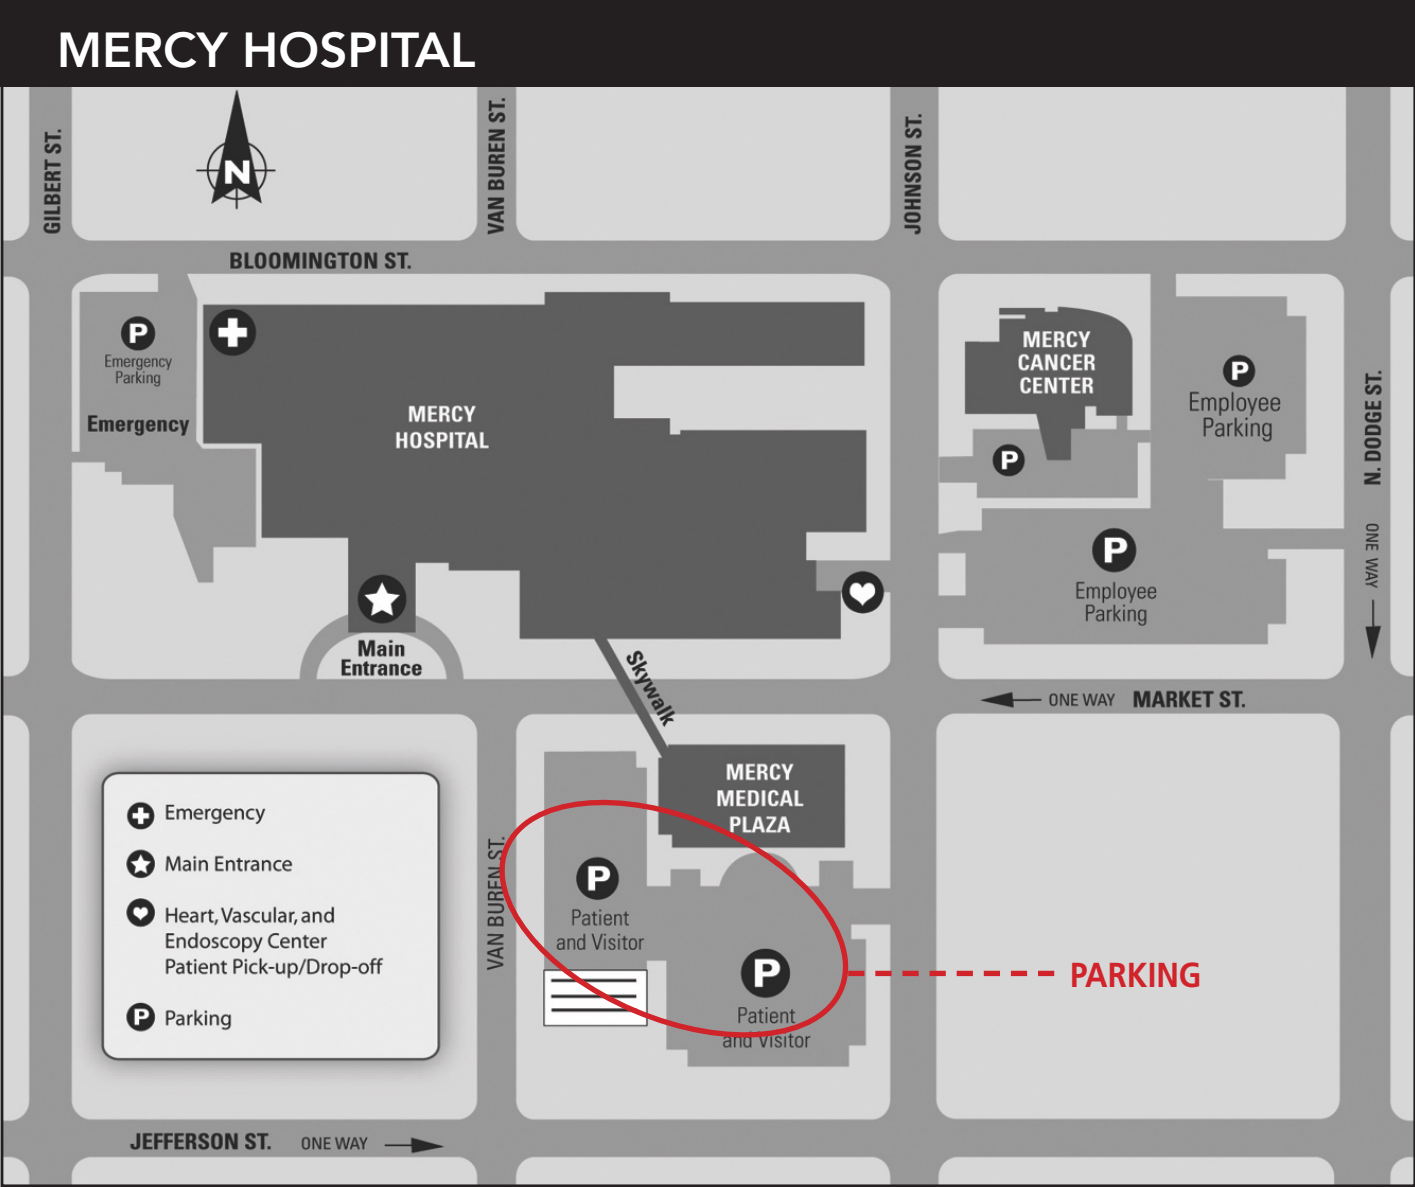 MERCY HOSPITAL
GILBERT ST.
N
VAN BUREN ST.
JOHNSON ST.
BLOOMINGTON ST.
P
Emergency
Parking
Emergency
MERCY
HOSPITAL
MERCY
CANCER
CENTER
P
P
Employee
Parking
N. DODGE ST.
ONE WAY
P
Employee
Parking
Main
Entrance
Skywalk
ONE WAY MARKET ST.
Emergency
Main Entrance
Heart, Vascular, and
Endoscopy Center
Patient Pick-up/Drop-off
P Parking
VAN BUREN ST.
MERCY
MEDICAL
PLAZA
P
Patient
and Visitor
P
Patient
and Visitor
PARKING
JEFFERSON ST. ONE WAY